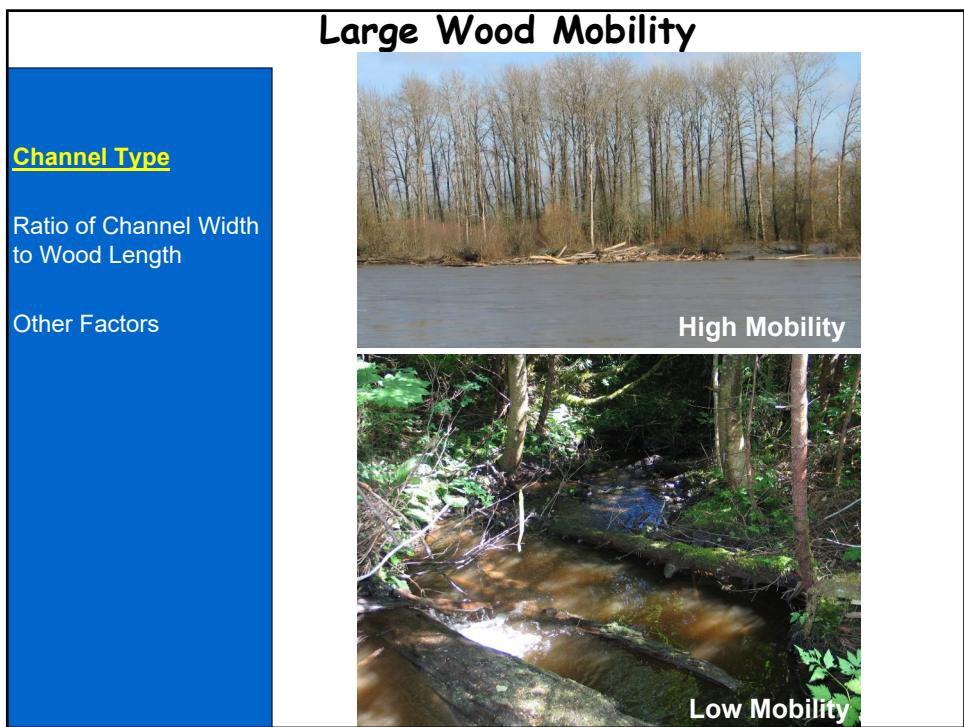 Large Wood Mobility
Channel Type
Ratio of Channel Width
to Wood Length
Other Factors
High Mobility
Low Mobility